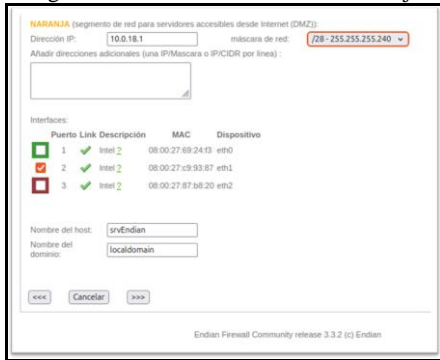 NARANJA (segmento de red para servidores accesibles desde Internet (DMZ)):
Dirección IP: 10.0.18.1 máscara de red: /28 - 255.255.255.240
Añadir direcciones adicionales (una IP/Mascara o IP/CIDR por linea) :
Interfaces:
Puerto Link Descripción MAC Dispositivo
1 Intel ? 08:00:27:69:24:f3 eth0
2 Intel ? 08:00:27:c9:93:87 eth1
3 Intel ? 08:00:27:87:b8:20 eth2
Nombre del host: srvEndian
Nombre del dominio: localdomain
<<< Cancelar >>>
Endian Firewall Community release 3.3.2 (c) Endian